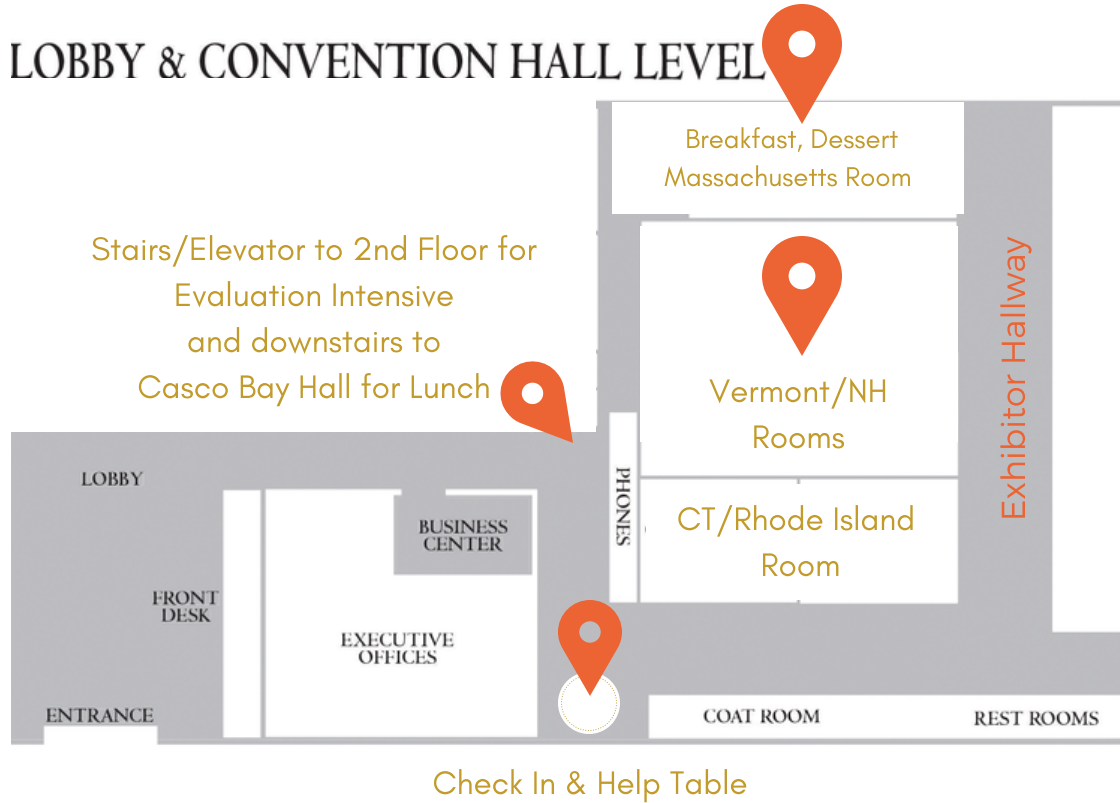 LOBBY & CONVENTION HALL LEVEL
Breakfast, Dessert
Massachusetts Room
Stairs/Elevator to 2nd Floor for
Evaluation Intensive
and downstairs to
Casco Bay Hall for Lunch
Vermont/NH
Rooms
Exhibitor Hallway
LOBBY
PHONES
CT/Rhode Island
Room
BUSINESS
CENTER
FRONT
DESK
EXECUTIVE
OFFICES
ENTRANCE
COAT ROOM
REST ROOMS
Check In & Help Table